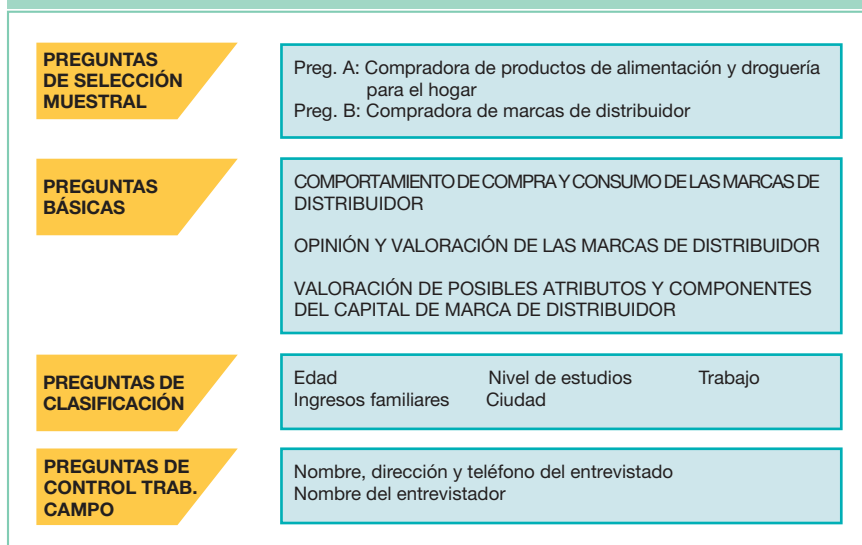 PREGUNTAS
DE SELECCIÓN
MUESTRAL
Preg. A: Compradora de productos de alimentación y droguería
para el hogar
Preg. B: Compradora de marcas de distribuidor
PREGUNTAS
BÁSICAS
COMPORTAMIENTO DE COMPRA Y CONSUMO DE LAS MARCAS DE
DISTRIBUIDOR
OPINIÓN Y VALORACIÓN DE LAS MARCAS DE DISTRIBUIDOR
VALORACIÓN DE POSIBLES ATRIBUTOS Y COMPONENTES
DEL CAPITAL DE MARCA DE DISTRIBUIDOR
PREGUNTAS DE
CLASIFICACIÓN
Edad Nivel de estudios Trabajo
Ingresos familiares Ciudad
PREGUNTAS DE
CONTROL TRAB.
CAMPO
Nombre, dirección y teléfono del entrevistado
Nombre del entrevistador